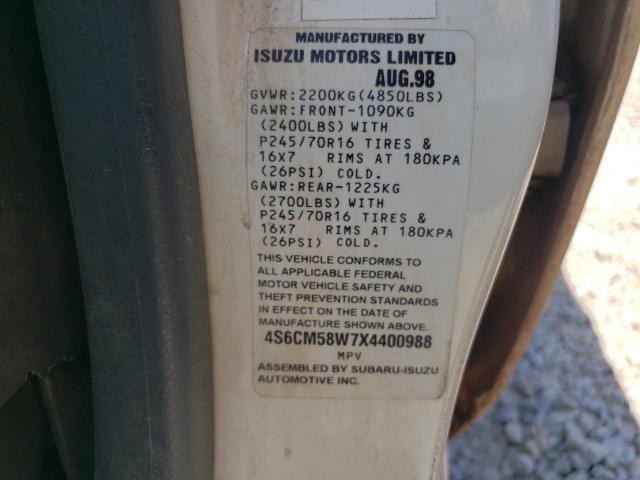 MANUFACTURED BY
ISUZU MOTORS LIMITED
AUG.98
GVWR:2200KG(4850LBS)
GAWR:FRONT-1090KG
(2400LBS) WITH
P245/70R16 TIRES &
16X7 RIMS AT 180KPA
(26PSI) COLD.
GAWR:REAR-1225KG
(2700LBS) WITH
P245/70R16 TIRES &
16X7 RIMS AT 180KPA
(26PSI) COLD.
THIS VEHICLE CONFORMS TO
ALL APPLICABLE FEDERAL
MOTOR VEHICLE SAFETY AND
THEFT PREVENTION STANDARDS
IN EFFECT ON THE DATE OF
MANUFACTURE SHOWN ABOVE.
4S6CM58W7X4400988
MPV
ASSEMBLED BY SUBARU-ISUZU
AUTOMOTIVE INC.